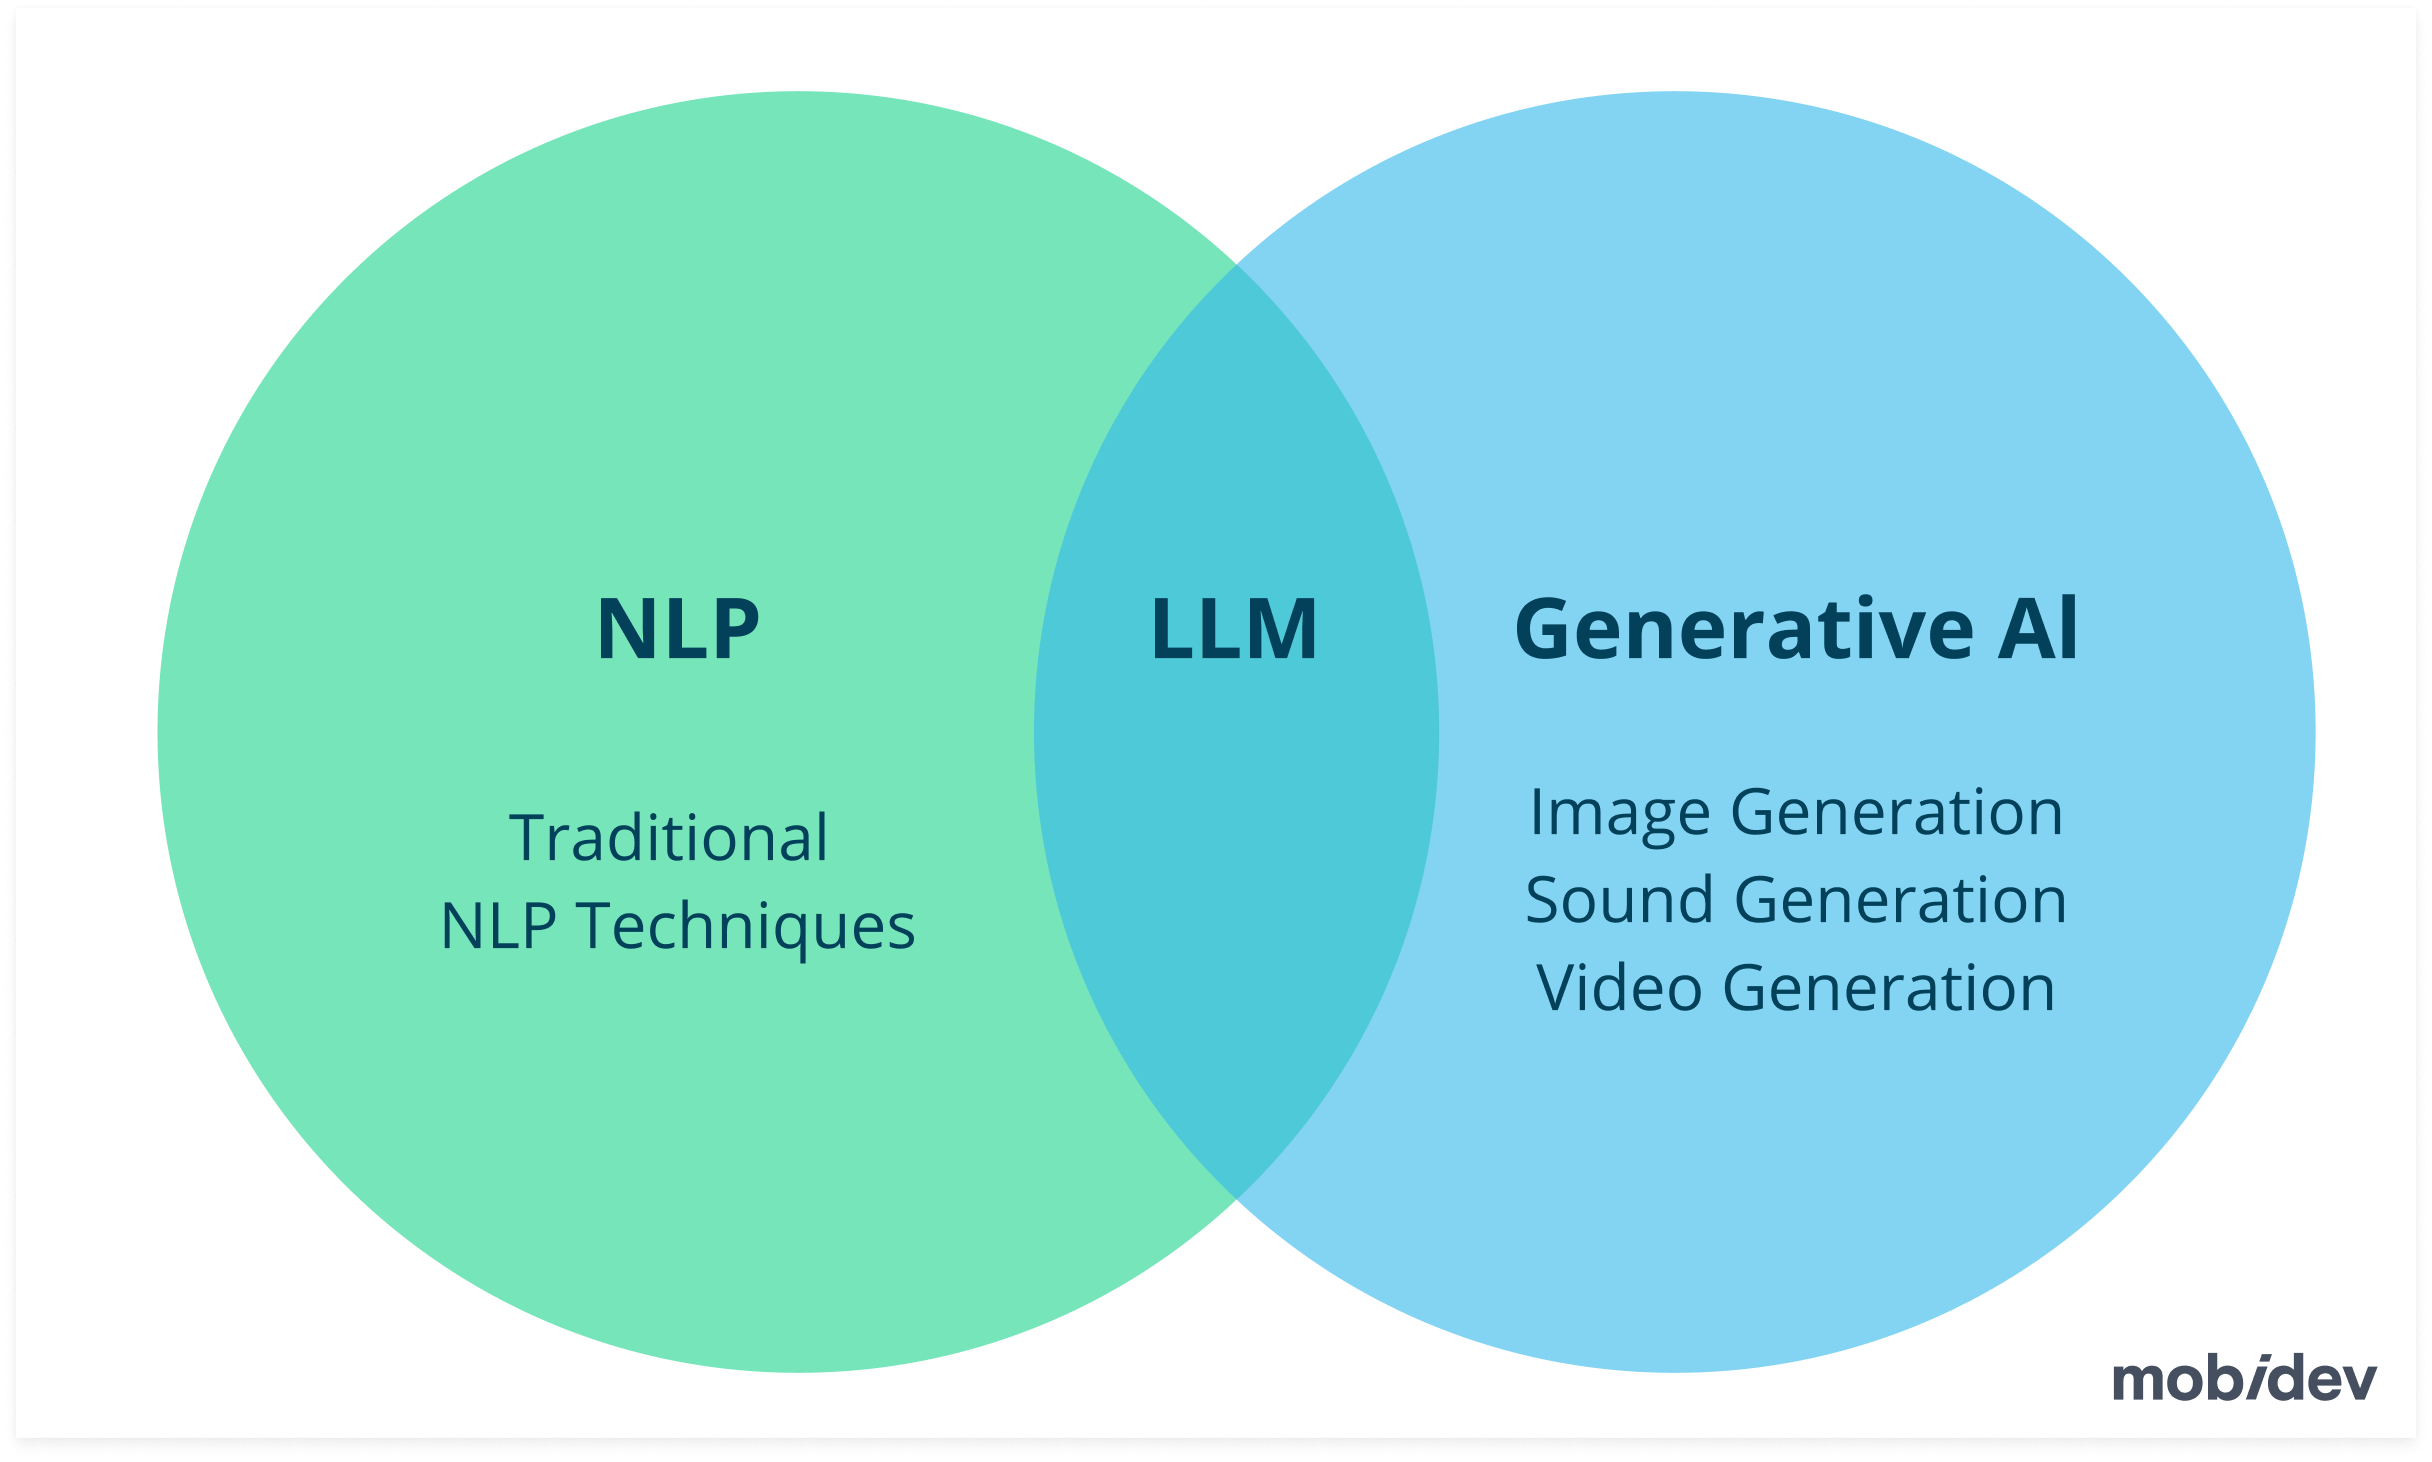 NLP
Traditional
NLP Techniques
LLM
Generative AI
Image Generation
Sound Generation
Video Generation
mobidev